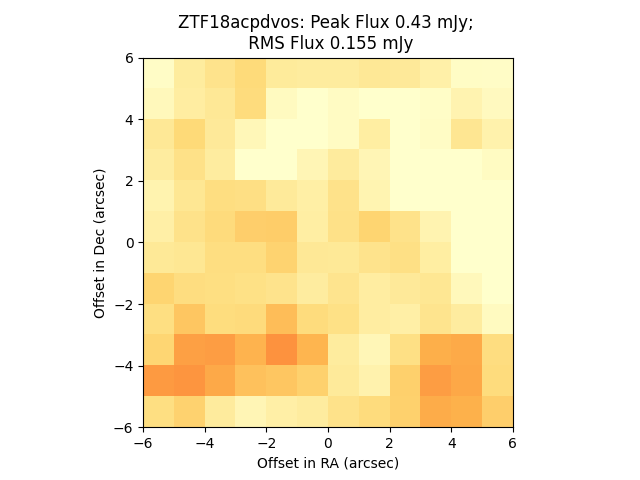 ZTF18acpdvos: Peak Flux 0.43 mJy;
RMS Flux 0.155 mJy
6
4
2
0
−2
−4
−6
Offset in Dec (arcsec)
−6 −4 −2 0 2 4 6
Offset in RA (arcsec)